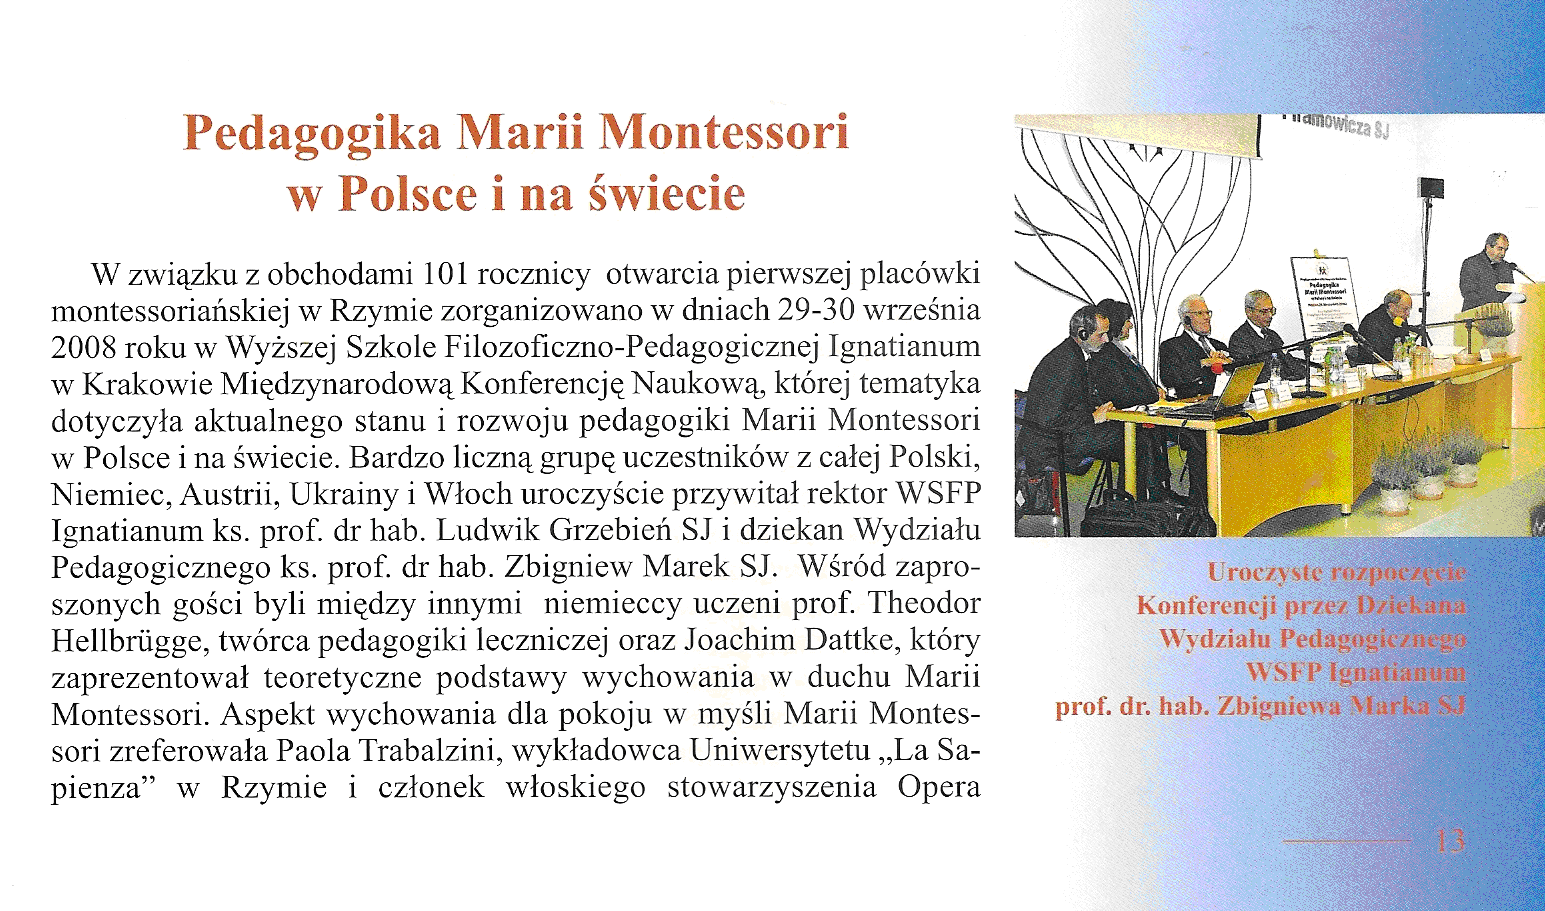 Pedagogika Marii Montessori
w Polsce i na świecie
W związku z obchodami 101 rocznicy otwarcia pierwszej placówki
montessoriańskiej w Rzymie zorganizowano w dniach 29-30 września
2008 roku w Wyższej Szkole Filozoficzno-Pedagogicznej Ignatianum
w Krakowie Międzynarodową Konferencję Naukową, której tematyka
dotyczyła aktualnego stanu i rozwoju pedagogiki Marii Montessori
w Polsce i na świecie. Bardzo liczną grupę uczestników z całej Polski,
Niemiec, Austrii, Ukrainy i Włoch uroczyście przywitał rektor WSFP
Ignatianum ks. prof. dr hab. Ludwik Grzebień SJ i dziekan Wydziału
Pedagogicznego ks. prof. dr hab. Zbigniew Marek SJ. Wśród zapro-
szonych gości byli między innymi niemieccy uczeni prof. Theodor
Hellbrügge, twórca pedagogiki leczniczej oraz Joachim Dattke, który
zaprezentował teoretyczne podstawy wychowania w duchu Marii
Montessori. Aspekt wychowania dla pokoju w myśli Marii Montes-
sori zreferowała Paola Trabalzini, wykładowca Uniwersytetu „La Sa-
pienza” w Rzymie i członek włoskiego stowarzyszenia Opera
SJ
Pedagogika
Marii Montessori
w Polsce i na świecie
Uroczyste rozpoczęcie
Konferencji przez Dziekana
Wydziału Pedagogicznego
WSFP Ignatianum
prof. dr. hab. Zbigniewa Marka SJ
13